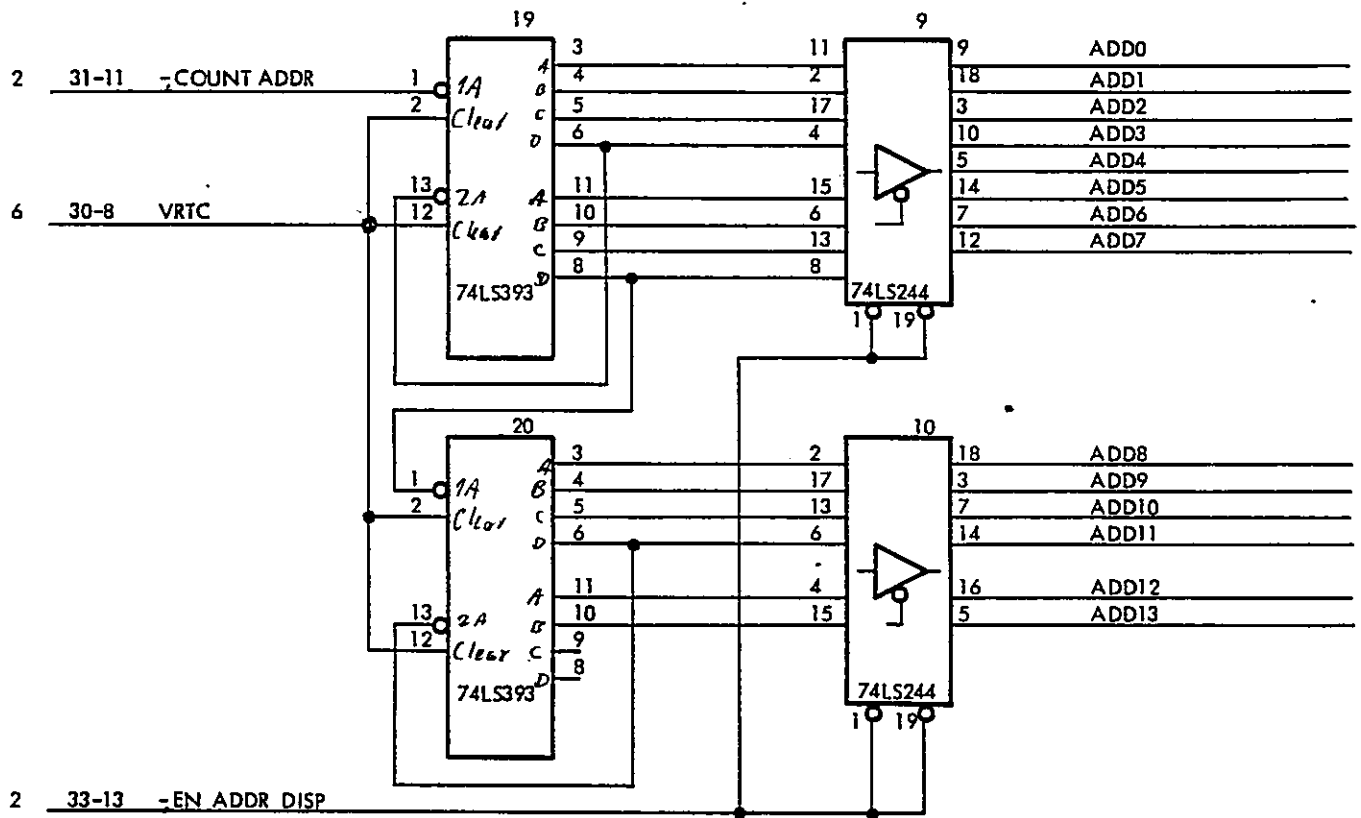 19
9
3
11
9 ADD0
2 31-11 -,COUNT ADDR 1 1A A
4
2
18 ADD1
2 Clear B
5
17
3 ADD2
C
6
4
10 ADD3
D
5 ADD4
13 2A
11
15
14 ADD5
A
6 30-8 VRTC 12 Clear
10
6
7 ADD6
B
9
13
12 ADD7
C
8
8
D
74LS393
74LS244
1 19
20
10
3
2
18 ADD8
A
1 1A
4
17
3 ADD9
B
2 Clear
5
13
7 ADD10
C
6
6
14 ADD11
D
11
4
16 ADD12
A
13 2A
10
15
5 ADD13
B
12 Clear
9
C
8
D
74LS393
74LS244
1 19
2 33-13 -,EN ADDR DISP